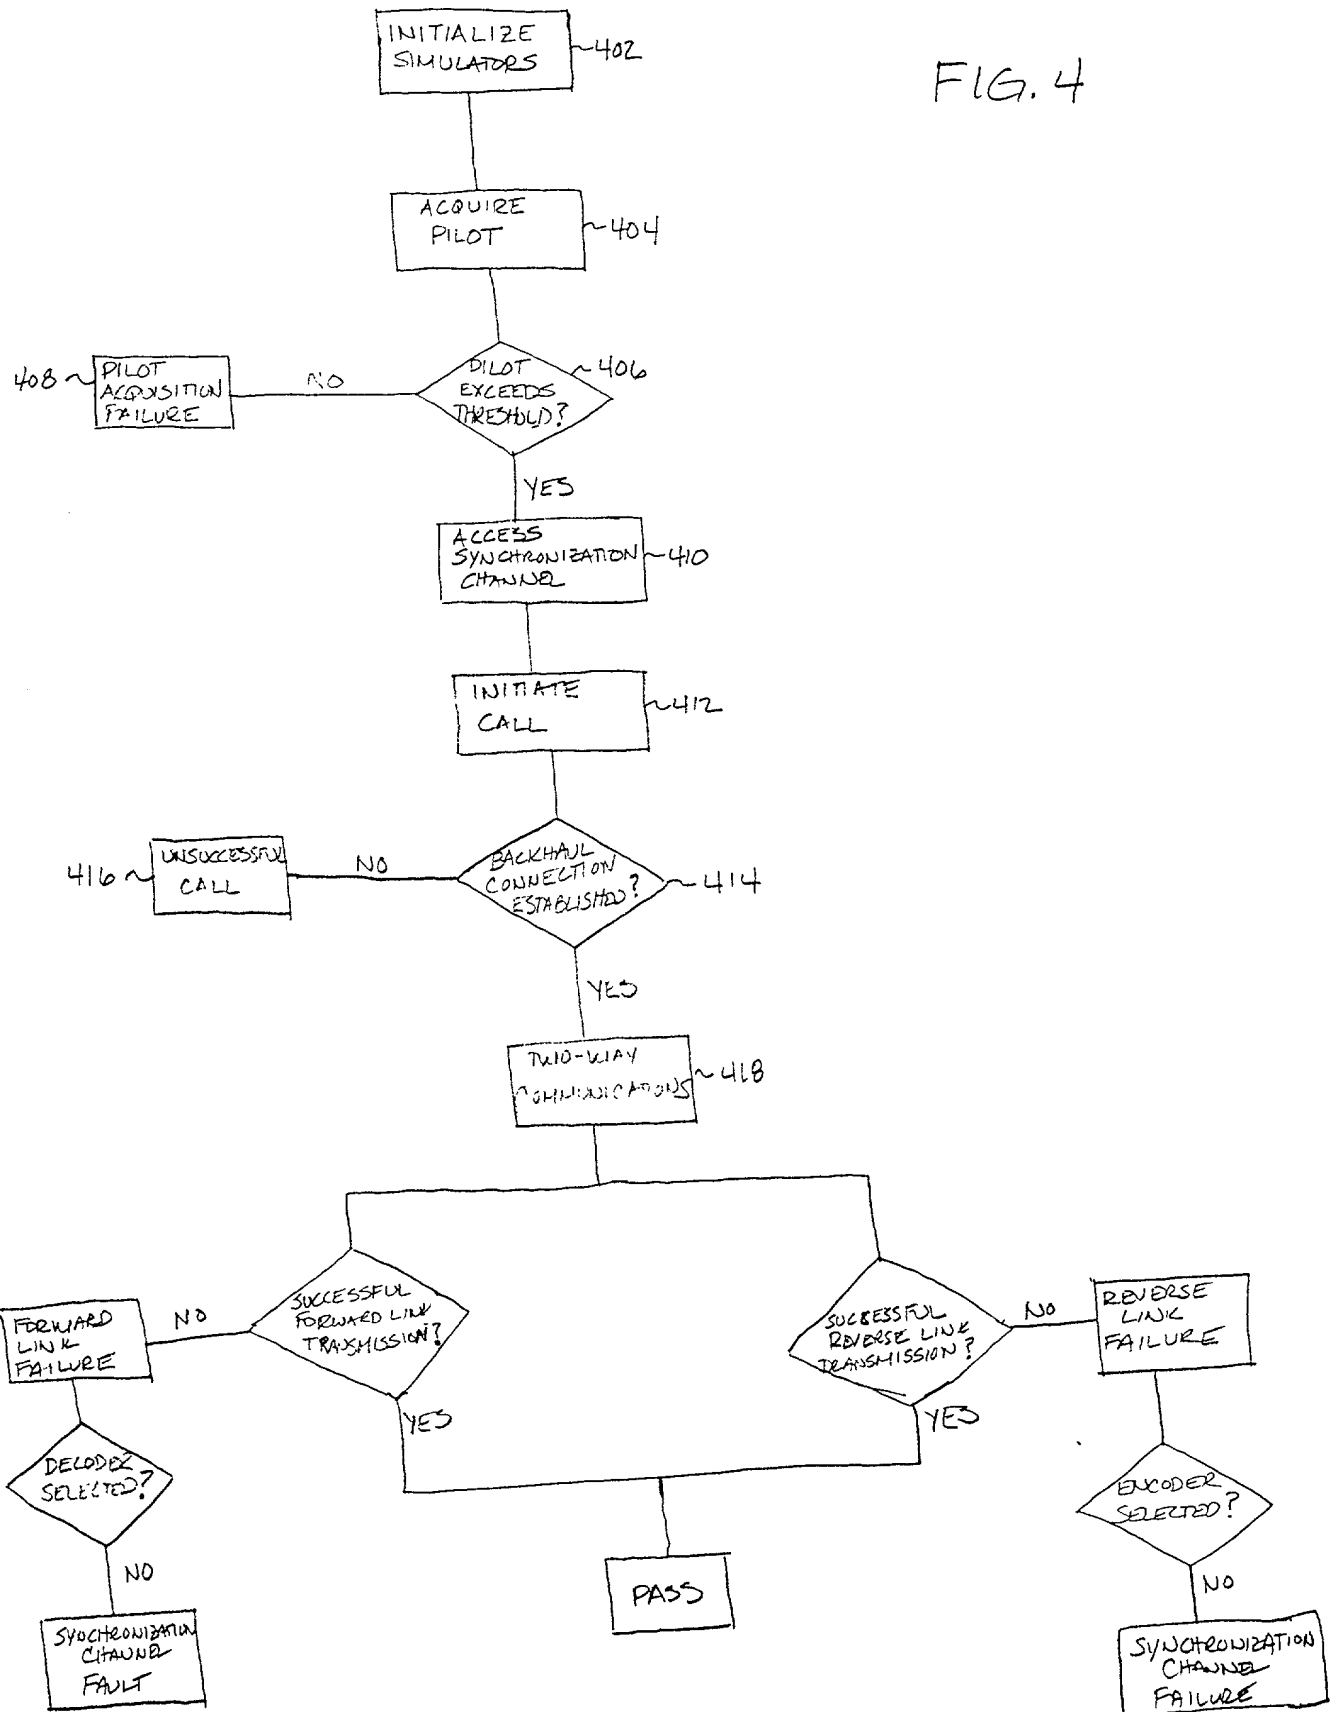 FIG. 4
INITIALIZE
SIMULATORS
402
ACQUIRE
PILOT
404
408
PILOT
ACQUISITION
FAILURE
NO
PILOT
EXCEEDS
THRESHOLD?
406
YES
ACCESS
SYNCHRONIZATION
CHANNEL
410
INITIATE
CALL
412
416
UNSUCCESSFUL
CALL
NO
BACKHAUL
CONNECTION
ESTABLISHED?
414
YES
TWO-WAY
COMMUNICATIONS
418
FORWARD
LINK
FAILURE
NO
SUCCESSFUL
FORWARD LINK
TRANSMISSION?
YES
SUCCESSFUL
REVERSE LINK
TRANSMISSION?
YES
NO
REVERSE
LINK
FAILURE
DECODER
SELECTED?
NO
SYNCHRONIZATION
CHANNEL
FAULT
PASS
ENCODER
SELECTED?
NO
SYNCHRONIZATION
CHANNEL
FAILURE